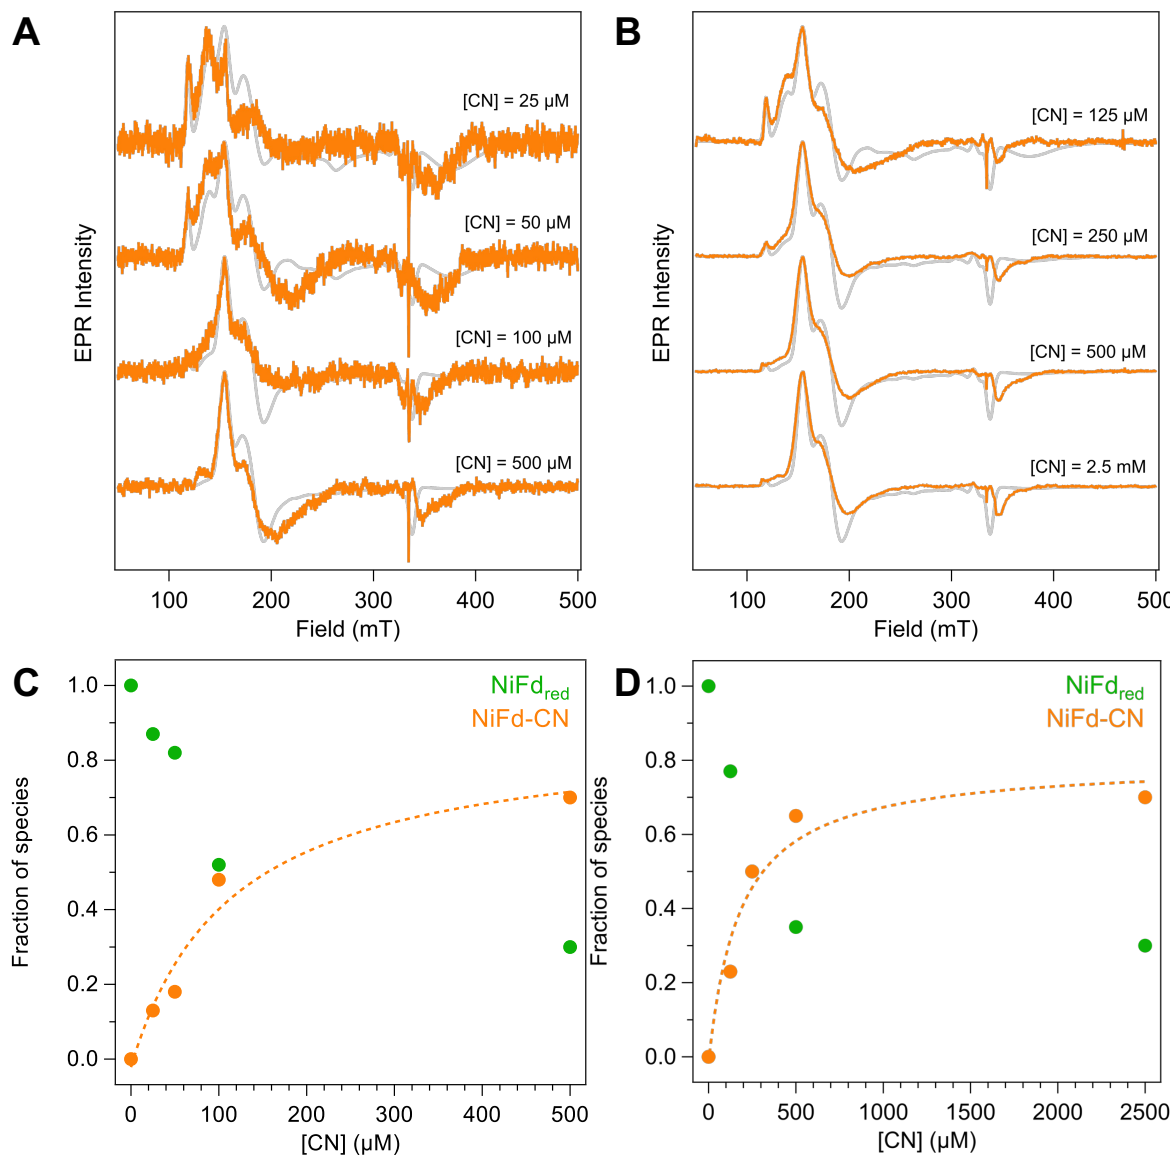 A
[CN] = 25 µM
[CN] = 50 µM
[CN] = 100 µM
[CN] = 500 µM
EPR Intensity
100 200 300 400 500
Field (mT)
B
[CN] = 125 µM
[CN] = 250 µM
[CN] = 500 µM
[CN] = 2.5 mM
EPR Intensity
100 200 300 400 500
Field (mT)
C
NiFdred
NiFd-CN
1.0
0.8
0.6
0.4
0.2
0.0
Fraction of species
0 100 200 300 400 500
[CN] (µM)
D
NiFdred
NiFd-CN
1.0
0.8
0.6
0.4
0.2
0.0
Fraction of species
0 500 1000 1500 2000 2500
[CN] (µM)